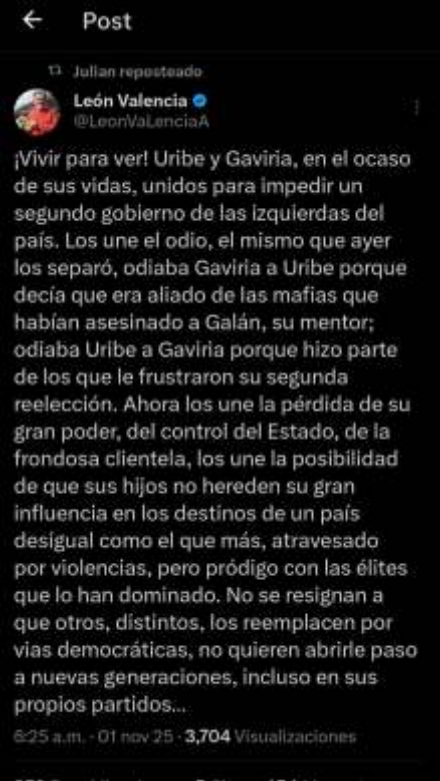 Post
Julian reposteado
León Valencia
@LeonValenciaA
¡Vivir para ver! Uribe y Gaviria, en el ocaso
de sus vidas, unidos para impedir un
segundo gobierno de las izquierdas del
país. Los une el odio, el mismo que ayer
los separó, odiaba Gaviria a Uribe porque
decía que era aliado de las mafias que
habían asesinado a Galán, su mentor;
odiaba Uribe a Gaviria porque hizo parte
de los que le frustraron su segunda
reelección. Ahora los une la pérdida de su
gran poder, del control del Estado, de la
frondosa clientela, los une la posibilidad
de que sus hijos no hereden su gran
influencia en los destinos de un país
desigual como el que más, atravesado
por violencias, pero pródigo con las élites
que lo han dominado. No se resignan a
que otros, distintos, los reemplacen por
vias democráticas, no quieren abrirle paso
a nuevas generaciones, incluso en sus
propios partidos...
6:25 a.m. · 01 nov 25 · 3,704 Visualizaciones